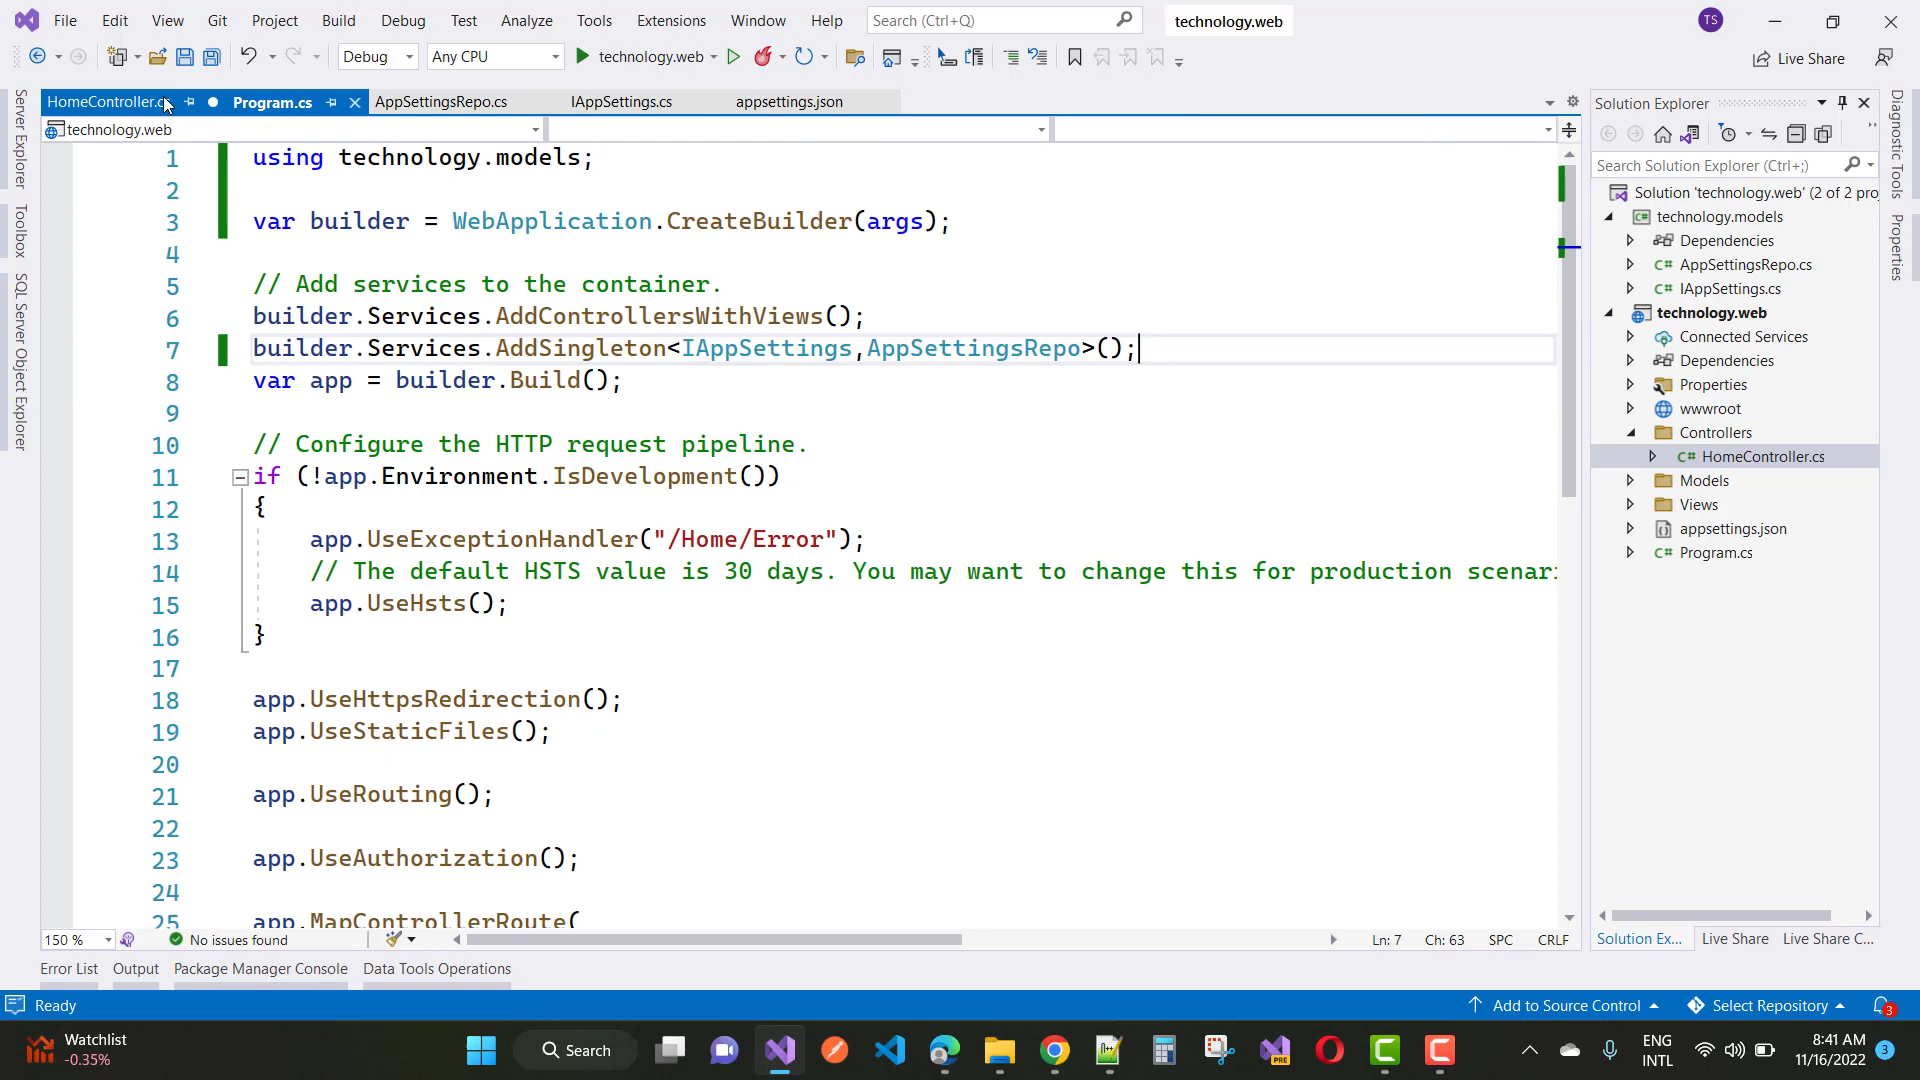 File Edit View Git Project Build Debug Test Analyze Tools Extensions Window Help Search (Ctrl+Q) technology.web TS
Debug Any CPU technology.web Live Share
HomeController.c Program.cs AppSettingsRepo.cs IAppSettings.cs appsettings.json
technology.web
Server Explorer
Toolbox
SQL Server Object Explorer
1 using technology.models;
2
3 var builder = WebApplication.CreateBuilder(args);
4
5 // Add services to the container.
6 builder.Services.AddControllersWithViews();
7 builder.Services.AddSingleton<IAppSettings,AppSettingsRepo>();
8 var app = builder.Build();
9
10 // Configure the HTTP request pipeline.
11 if (!app.Environment.IsDevelopment())
12 {
13 app.UseExceptionHandler("/Home/Error");
14 // The default HSTS value is 30 days. You may want to change this for production scenari
15 app.UseHsts();
16 }
17
18 app.UseHttpsRedirection();
19 app.UseStaticFiles();
20
21 app.UseRouting();
22
23 app.UseAuthorization();
24
25 app.MapControllerRoute(
150 % No issues found Ln: 7 Ch: 63 SPC CRLF
Solution Explorer
Search Solution Explorer (Ctrl+;)
Solution 'technology.web' (2 of 2 proj
technology.models
Dependencies
C# AppSettingsRepo.cs
C# IAppSettings.cs
technology.web
Connected Services
Dependencies
Properties
wwwroot
Controllers
C# HomeController.cs
Models
Views
appsettings.json
C# Program.cs
Solution Ex... Live Share Live Share C...
Diagnostic Tools
Properties
Error List Output Package Manager Console Data Tools Operations
Ready Add to Source Control Select Repository 3
Watchlist
-0.35%
Search
PRE
ENG
INTL
8:41 AM
11/16/2022
3